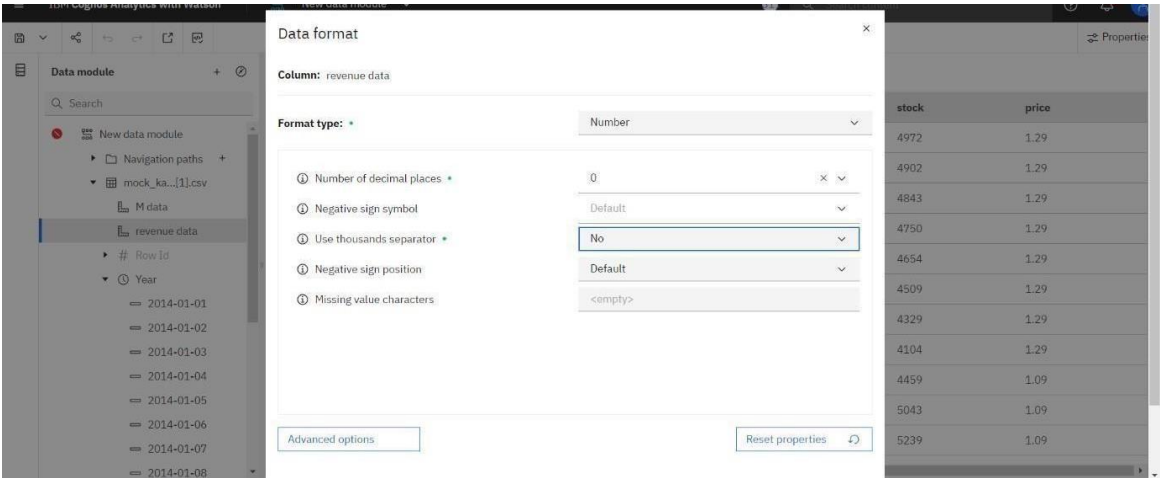 IBM Cognos Analytics with Watson
New data module
Properties
Data module
Search
New data module
Navigation paths
mock_ka...[1].csv
M data
revenue data
Row Id
Year
2014-01-01
2014-01-02
2014-01-03
2014-01-04
2014-01-05
2014-01-06
2014-01-07
2014-01-08
Data format
Column: revenue data
Format type: Number
Number of decimal places 0
Negative sign symbol Default
Use thousands separator No
Negative sign position Default
Missing value characters <empty>
Advanced options
Reset properties
stock price
4972 1.29
4902 1.29
4843 1.29
4750 1.29
4654 1.29
4509 1.29
4329 1.29
4104 1.29
4459 1.09
5043 1.09
5239 1.09